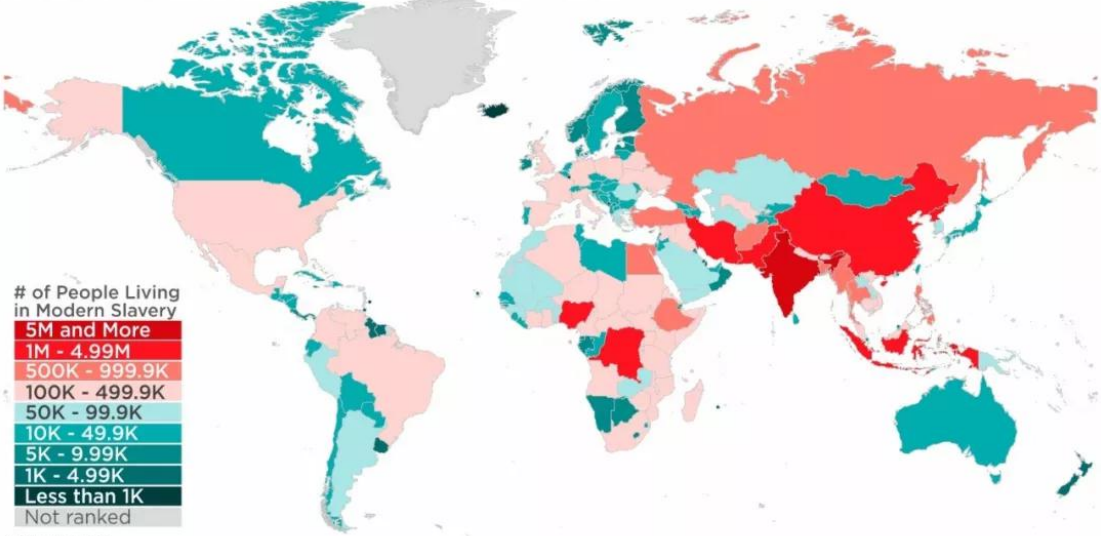 # of People Living
in Modern Slavery
5M and More
1M - 4.99M
500K - 999.9K
100K - 499.9K
50K - 99.9K
10K - 49.9K
5K - 9.99K
1K - 4.99K
Less than 1K
Not ranked